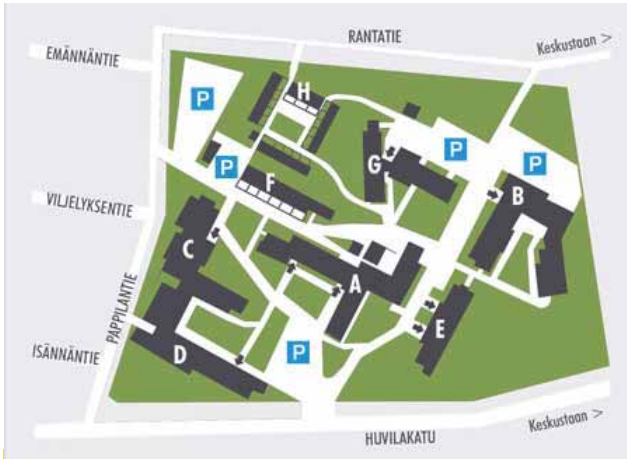 RANTATIE
Keskustaan >
EMÄNNÄNTIE
P
H
P
G
P
P
F
B
VILJELYKSENTIE
C
A
PAPPILANTIE
E
ISÄNNÄNTIE
D
P
Keskustaan >
HUVILAKATU